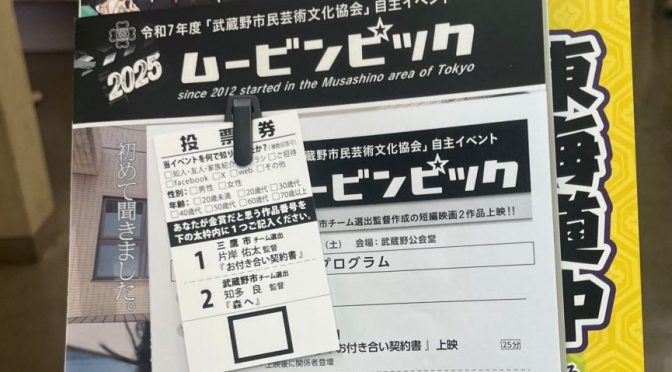 令和7年度「武蔵野市民芸術文化協会」自主イベント
2025
ムービンピック
since 2012 started in the Musashino area of Tokyo
初めて聞きました。
投票券
当イベントを何で知りましたか?
□facebook □X □web □その他
性別:□男性 □女性
年齢:□20歳未満 □20歳代 □30歳代
□40歳代 □50歳代 □60歳代 □70歳以上
あなたが金賞だと思う作品番号を
下の太枠内に1つご記入ください。
三鷹市チーム選出
1 片岸 佑太 監督
『お付き合い契約書』
武蔵野市チーム選出
2 知多 良 監督
『森へ』
武蔵野市民芸術文化協会」自主イベント
ービンピック
市チーム選出監督作成の短編映画2作品上映!!
(土) 会場:武蔵野公会堂
プログラム
お付き合い契約書』上映 25分
上映後に関係者登壇
東海道中